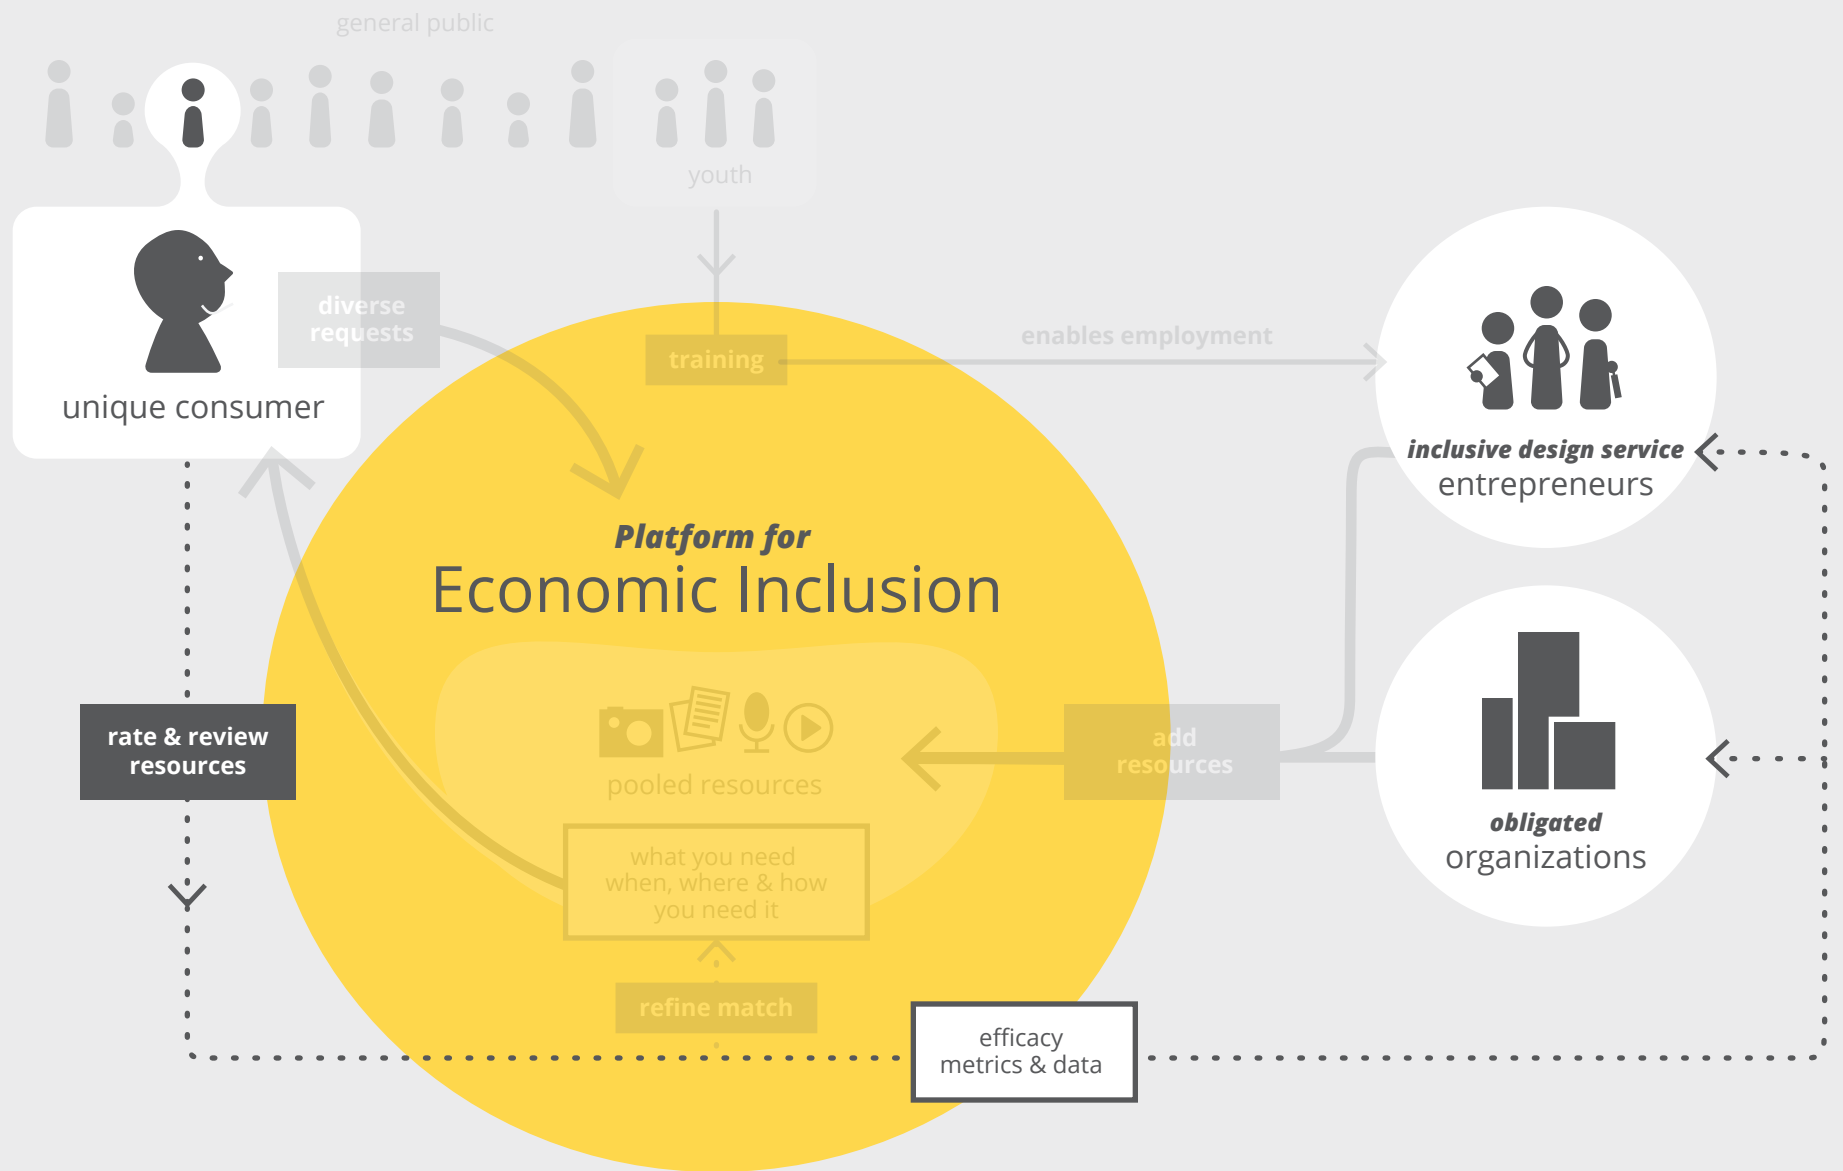 general public
youth
diverse
requests
unique consumer
training
enables employment
inclusive design service
entrepreneurs
Platform for
Economic Inclusion
rate & review
resources
pooled resources
add
resources
what you need
when, where & how
you need it
obligated
organizations
refine match
efficacy
metrics & data